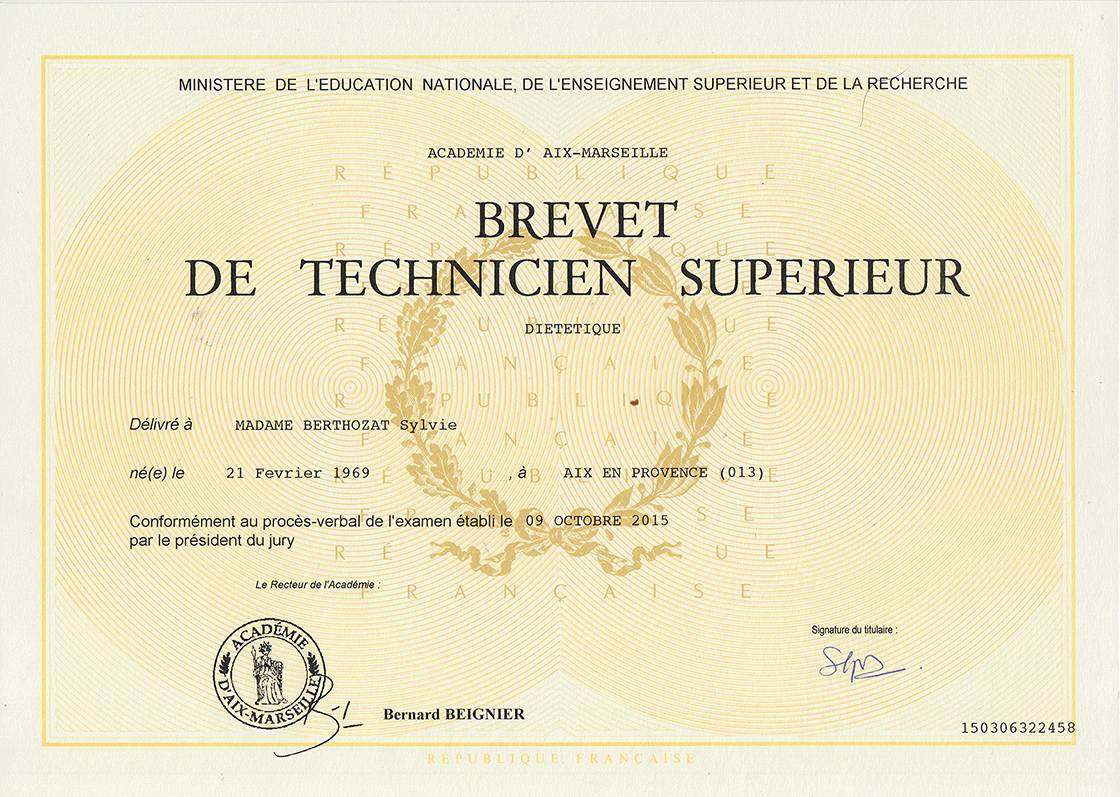 MINISTERE DE L'EDUCATION NATIONALE, DE L'ENSEIGNEMENT SUPERIEUR ET DE LA RECHERCHE
ACADEMIE D' AIX-MARSEILLE
RÉPUBLIQUE
FRANÇAISE
BREVET
DE TECHNICIEN SUPERIEUR
DIETETIQUE
Délivré à MADAME BERTHOZAT Sylvie
né(e) le 21 Fevrier 1969 , à AIX EN PROVENCE (013)
Conformément au procès-verbal de l'examen établi le 09 OCTOBRE 2015
par le président du jury
FRANÇAISE
Le Recteur de l'Académie :
ACADÉMIE
D'AIX-MARSEILLE
Signature du titulaire :
Bernard BEIGNIER
150306322458
RÉPUBLIQUE FRANÇAISE